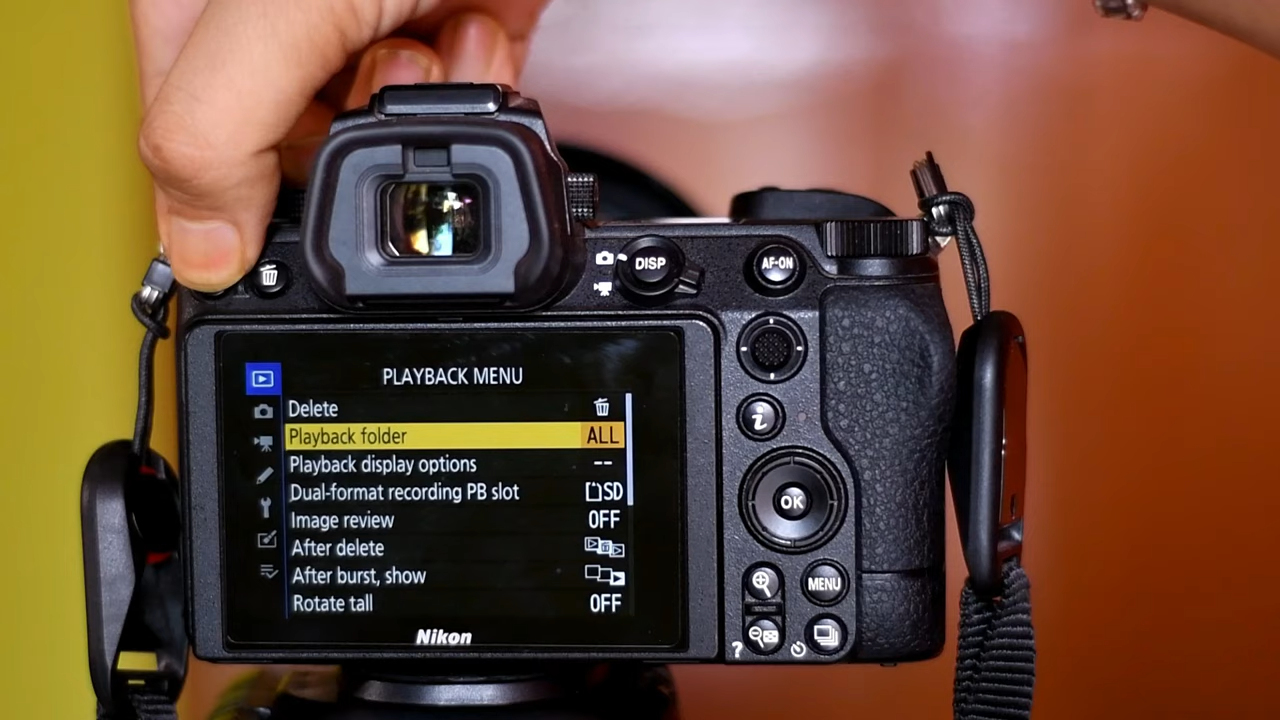 DISP
AF-ON
PLAYBACK MENU
Delete
Playback folder ALL
Playback display options --
Dual-format recording PB slot SD
Image review OFF
After delete
After burst, show
Rotate tall OFF
Nikon
i
OK
MENU
?